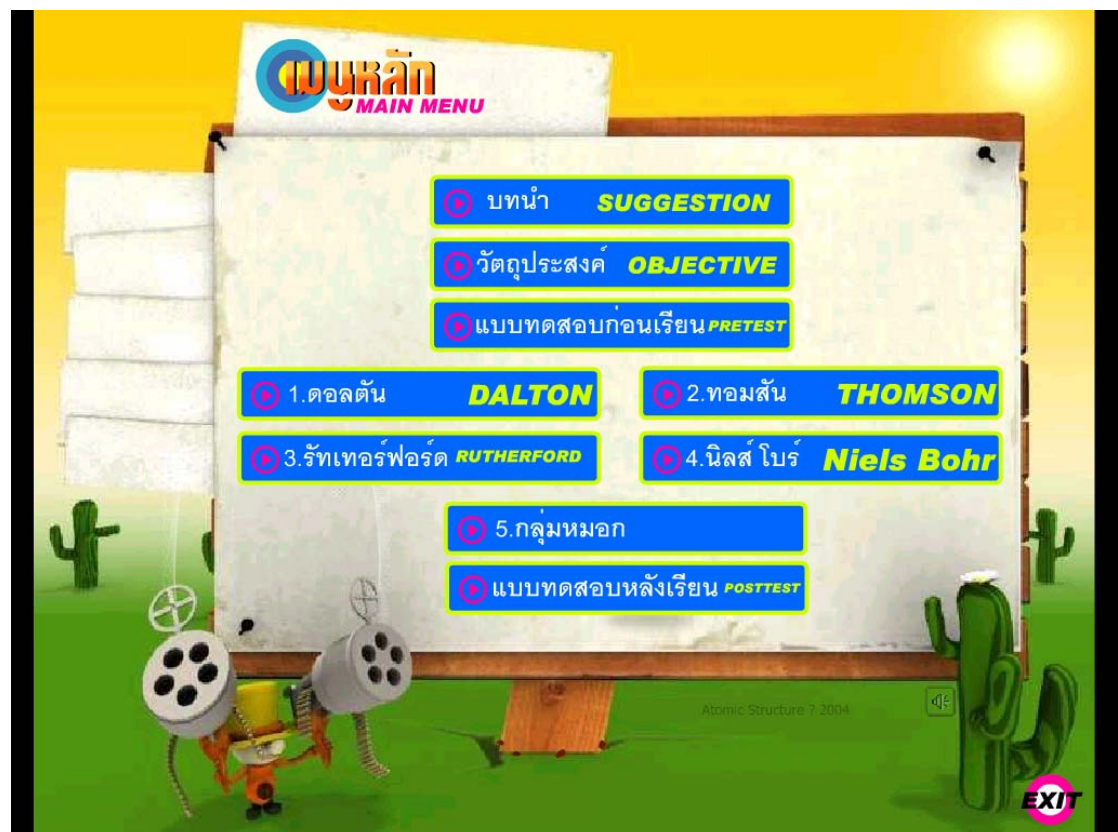 เมนูหลัก
MAIN MENU
บทนำ SUGGESTION
วัตถุประสงค์ OBJECTIVE
แบบทดสอบก่อนเรียน PRETEST
1.ดอลตัน DALTON
2.ทอมสัน THOMSON
3.รัทเทอร์ฟอร์ด RUTHERFORD
4.นิลส์ โบร์ Niels Bohr
5.กลุ่มหมอก
แบบทดสอบหลังเรียน POSTTEST
Atomic Structure ? 2004
EXIT